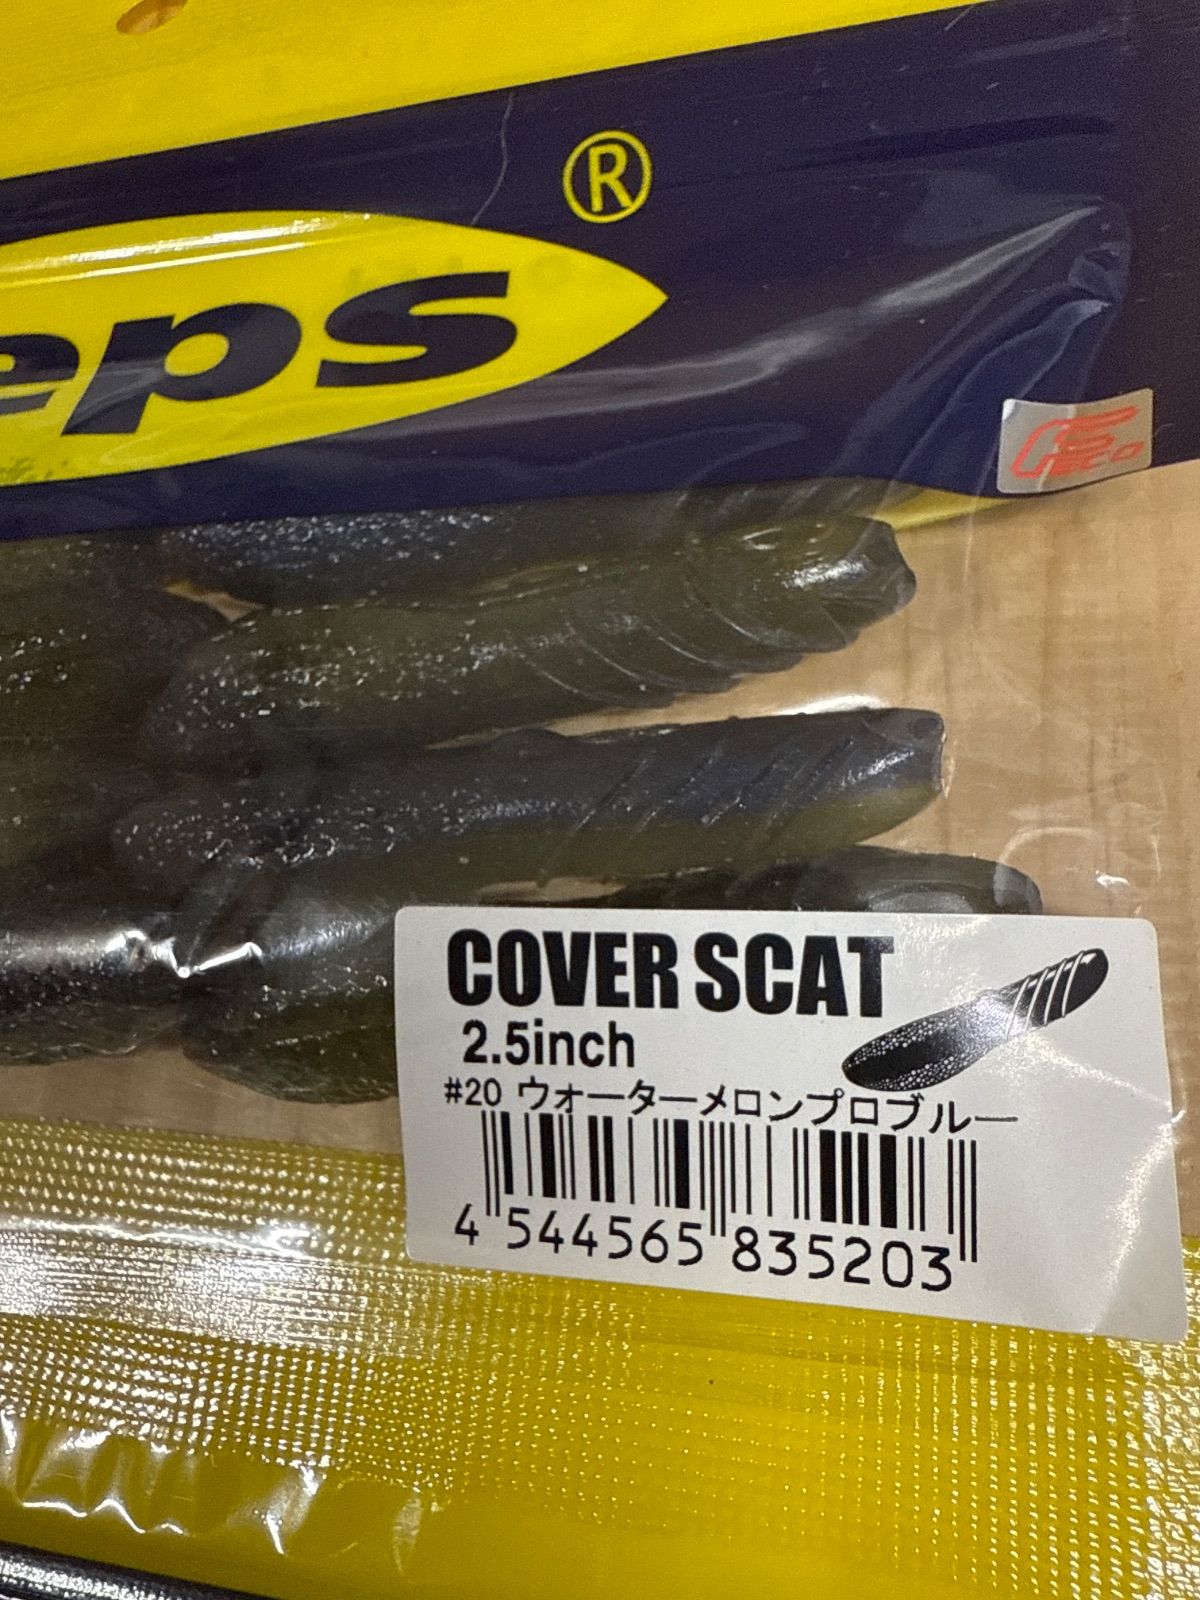 ®
eps
FECO
COVER SCAT
2.5inch
#20 ウォーターメロンプロブルー
4 544565 835203